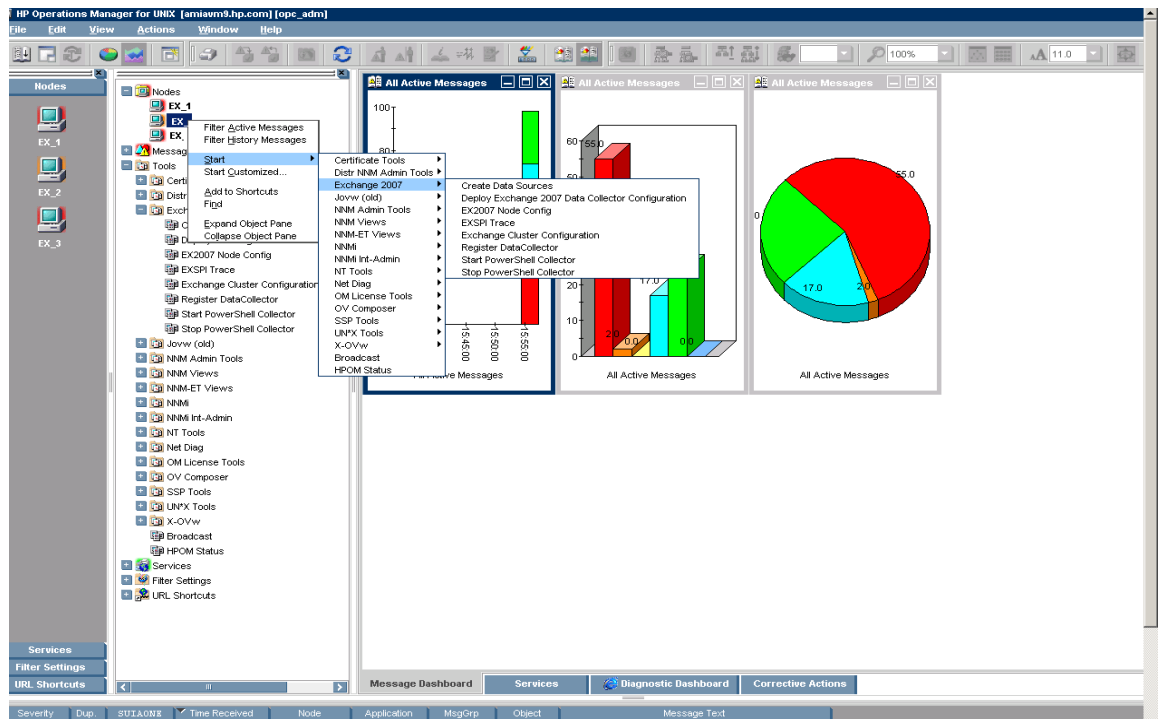 HP Operations Manager for UNIX [amiavm9.hp.com] [opc_adm]
File Edit View Actions Window Help
100% 11.0
Nodes
EX_1
EX_2
EX_3
Services
Filter Settings
URL Shortcuts
Nodes
EX_1
EX_
EX_
Messag
Tools
Certi
Distr
Exch
C
D
EX2007 Node Config
EXSPI Trace
Exchange Cluster Configuration
Register DataCollector
Start PowerShell Collector
Stop PowerShell Collector
Jovw (old)
NNM Admin Tools
NNM Views
NNM-ET Views
NNMi
NNMi Int-Admin
NT Tools
Net Diag
OM License Tools
OV Composer
SSP Tools
UN*X Tools
X-OVw
Broadcast
HPOM Status
Services
Filter Settings
URL Shortcuts
Filter Active Messages
Filter History Messages
Start
Start Customized...
Add to Shortcuts
Find
Expand Object Pane
Collapse Object Pane
Certificate Tools
Distr NNM Admin Tools
Exchange 2007
Jovw (old)
NNM Admin Tools
NNM Views
NNM-ET Views
NNMi
NNMi Int-Admin
NT Tools
Net Diag
OM License Tools
OV Composer
SSP Tools
UN*X Tools
X-OVw
Broadcast
HPOM Status
Create Data Sources
Deploy Exchange 2007 Data Collector Configuration
EX2007 Node Config
EXSPI Trace
Exchange Cluster Configuration
Register DataCollector
Start PowerShell Collector
Stop PowerShell Collector
All Active Messages
100
80
15:45:00
15:50:00
15:55:00
All Active Messages
All Active Messages
60
55.0
50
20
10
0
2.0
0.0
17.0
0.0
All Active Messages
All Active Messages
55.0
0
17.0
2.0
All Active Messages
Message Dashboard Services Diagnostic Dashboard Corrective Actions
Severity Dup. SUIAONE Time Received Node Application MsgGrp Object Message Text